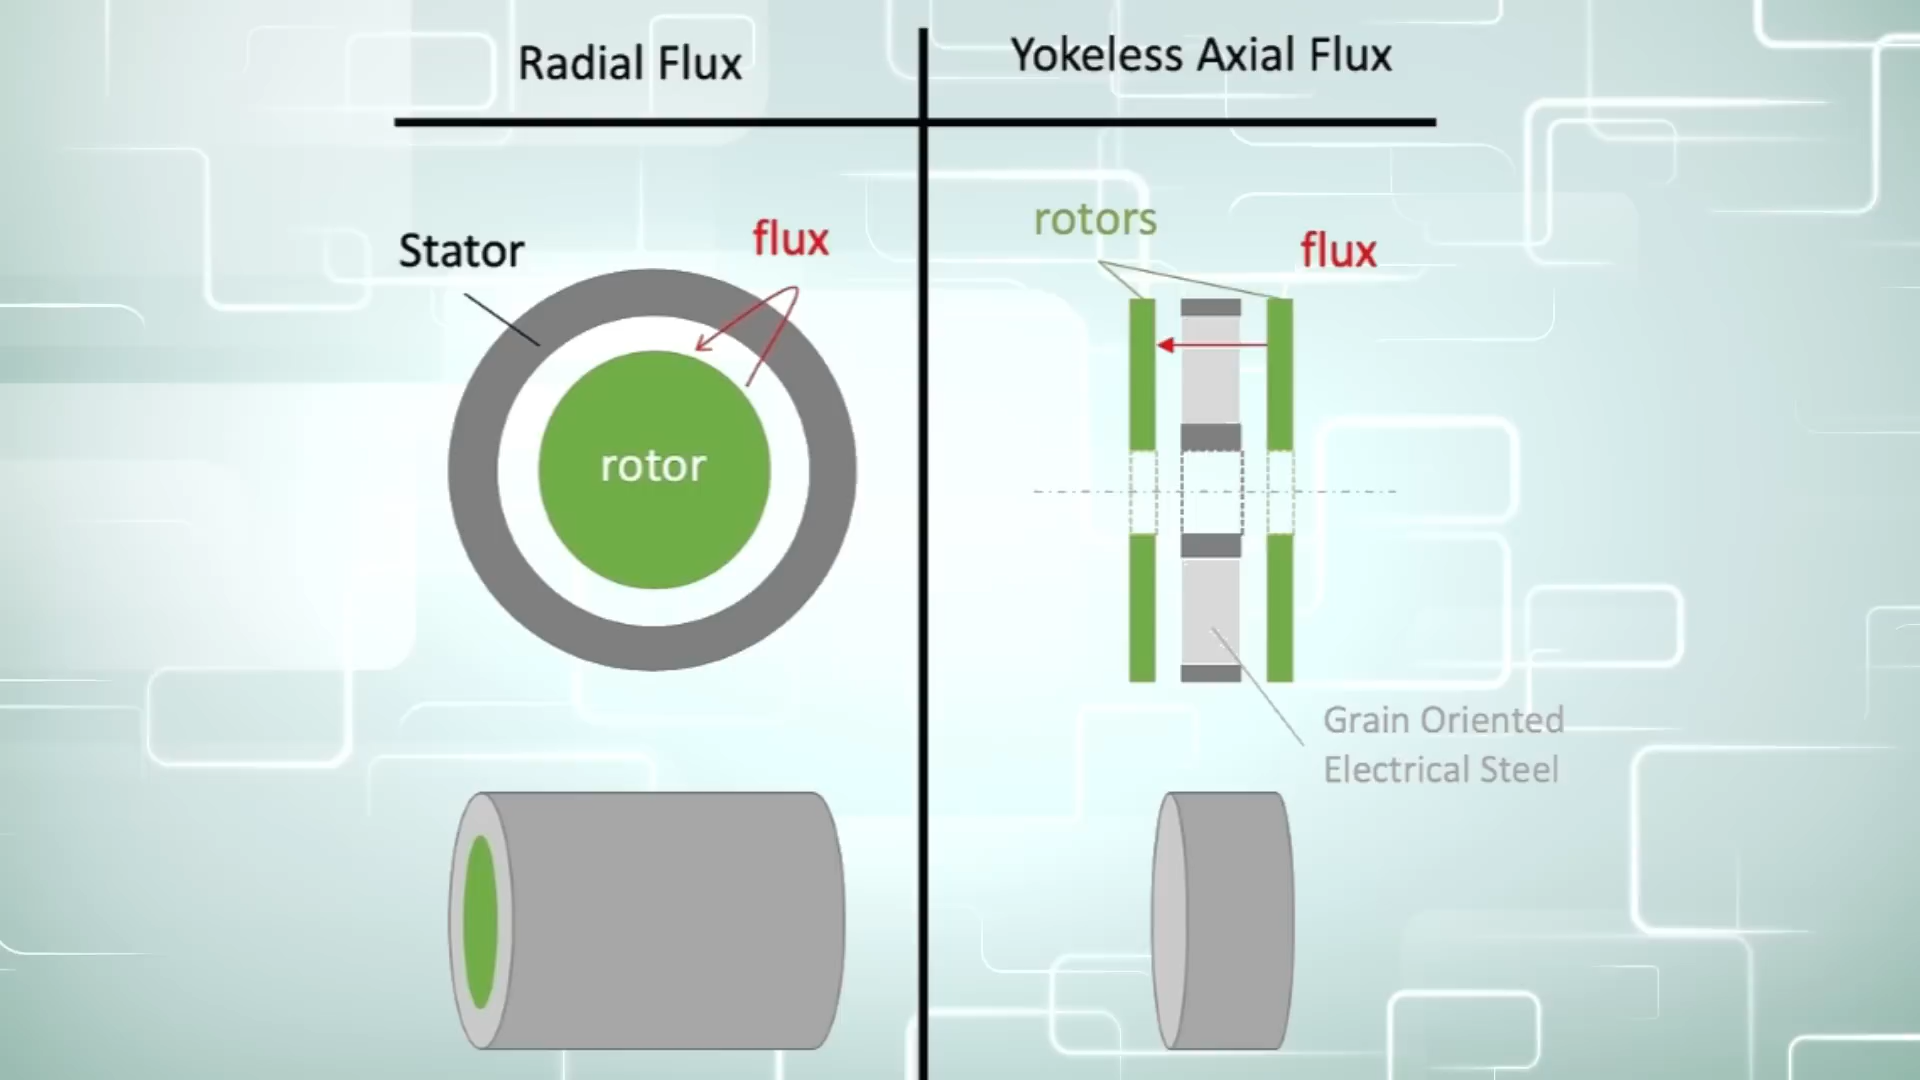 Radial Flux
Yokeless Axial Flux
Stator
flux
rotor
rotors
flux
Grain Oriented
Electrical Steel